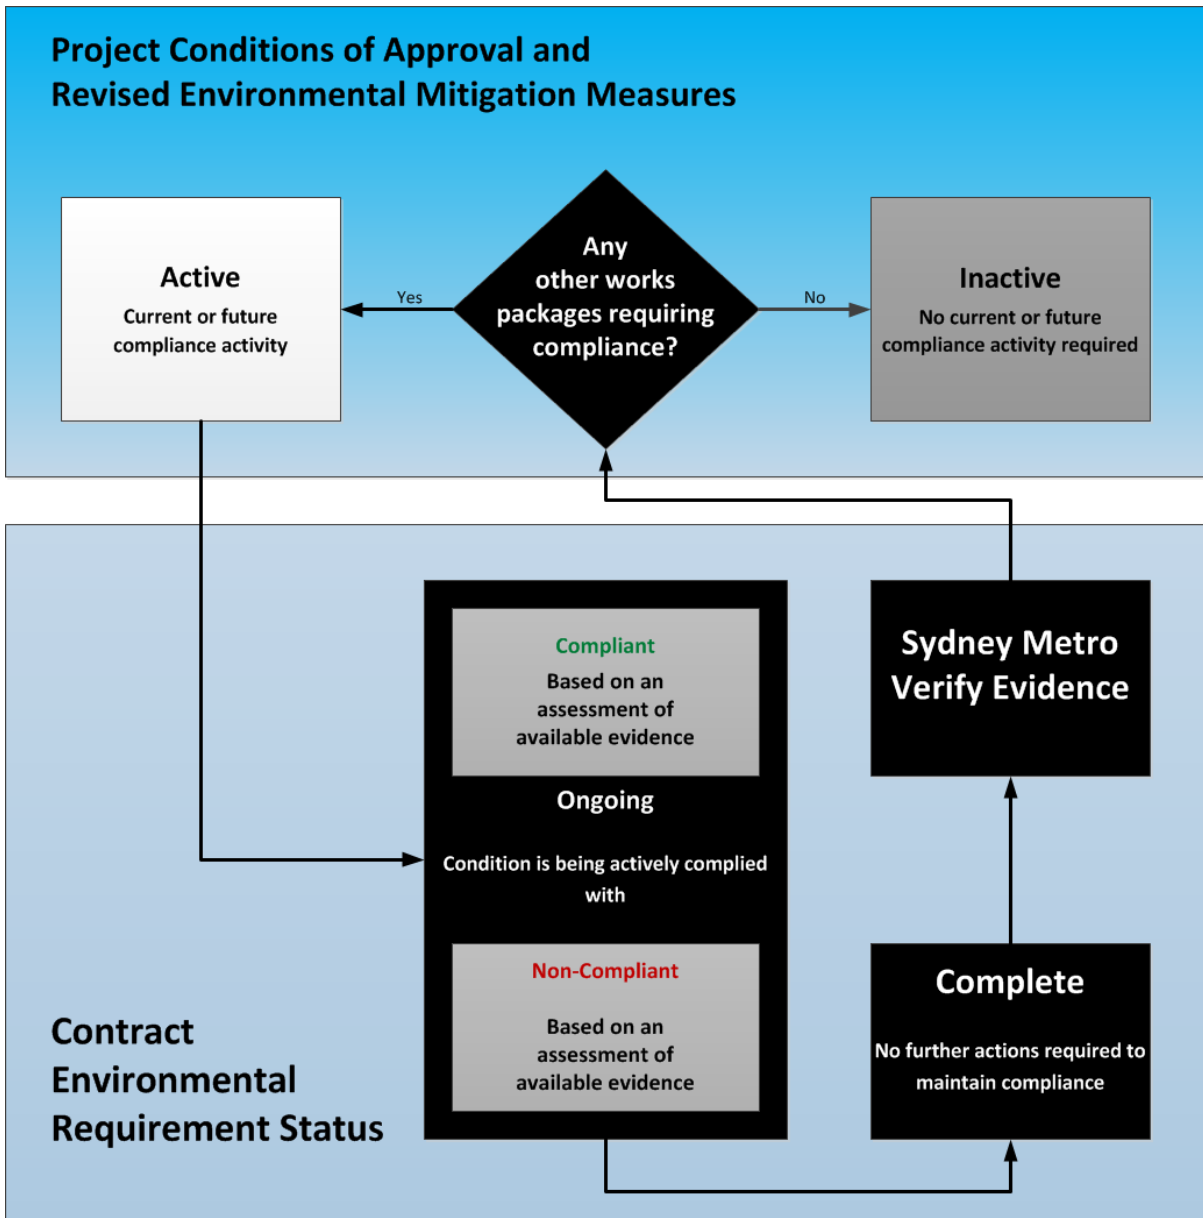 Project Conditions of Approval and
Revised Environmental Mitigation Measures
Active
Current or future
compliance activity
Yes
Any
other works
packages requiring
compliance?
No
Inactive
No current or future
compliance activity required
Compliant
Based on an
assessment of
available evidence
Ongoing
Condition is being actively complied
with
Non-Compliant
Based on an
assessment of
available evidence
Sydney Metro
Verify Evidence
Complete
No further actions required to
maintain compliance
Contract
Environmental
Requirement Status